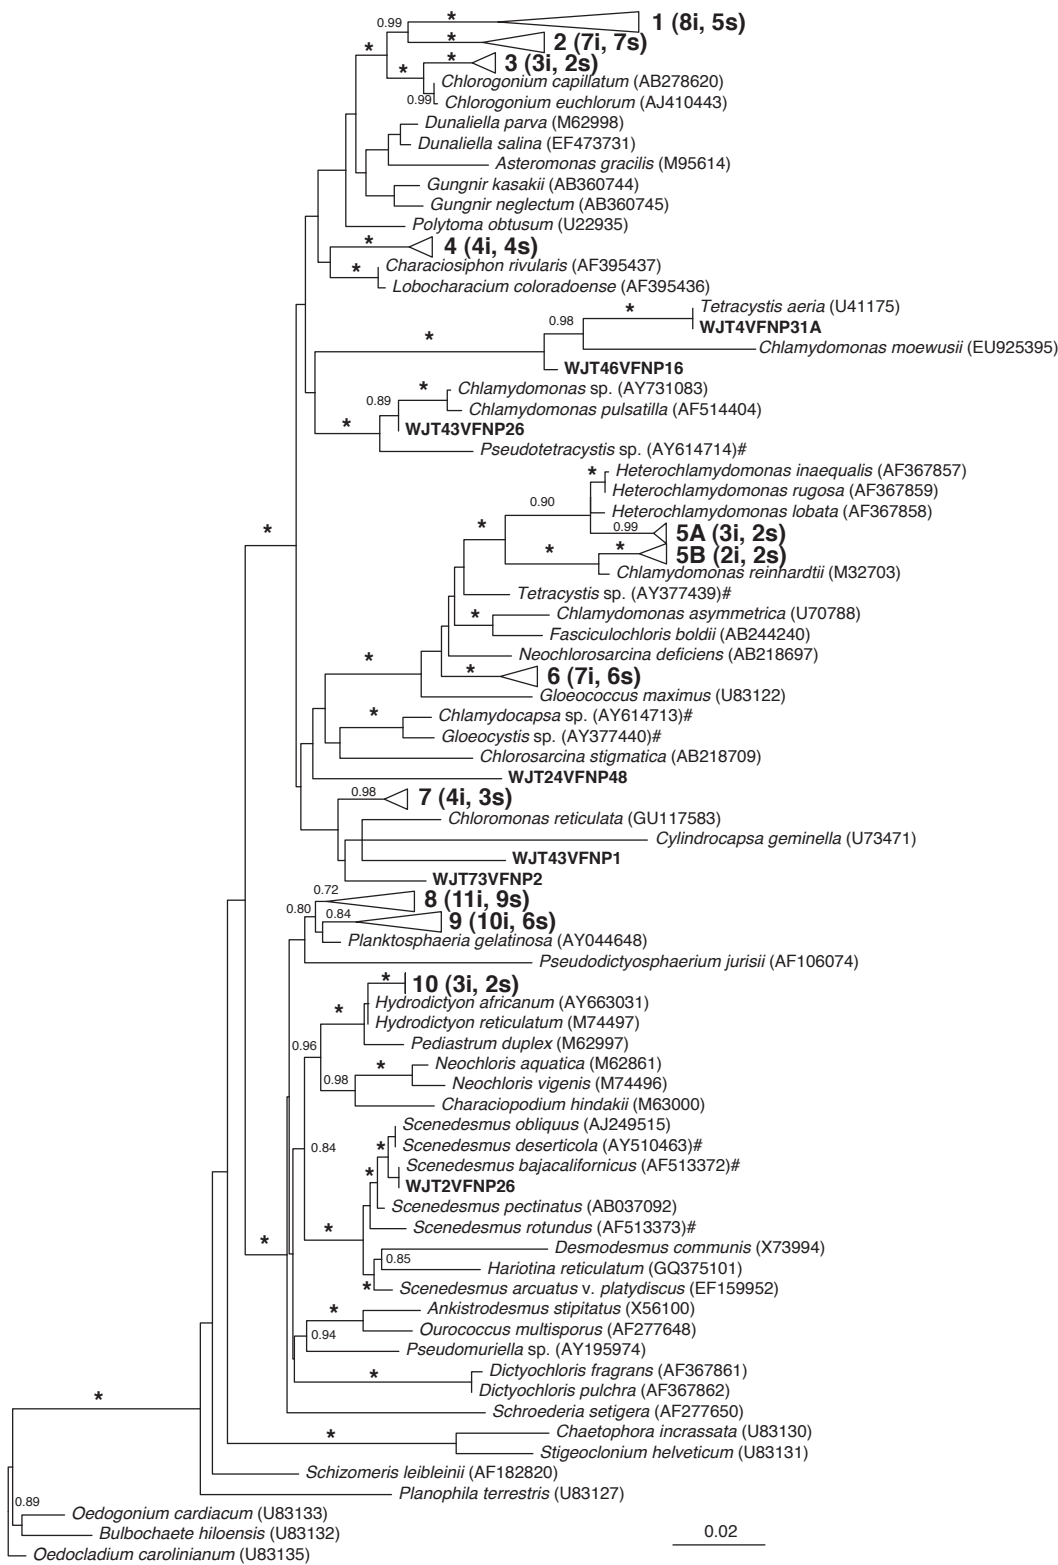 *
0.99
1 (8i, 5s)
*
2 (7i, 7s)
*
*
3 (3i, 2s)
*
Chlorogonium capillatum (AB278620)
0.99
Chlorogonium euchlorum (AJ410443)
Dunaliella parva (M62998)
Dunaliella salina (EF473731)
Asteromonas gracilis (M95614)
Gungnir kasakii (AB360744)
Gungnir neglectum (AB360745)
Polytoma obtusum (U22935)
*
4 (4i, 4s)
*
Characiosiphon rivularis (AF395437)
Lobocharacium coloradoense (AF395436)
*
Tetracystis aeria (U41175)
0.98
WJT4VFNP31A
*
Chlamydomonas moewusii (EU925395)
WJT46VFNP16
*
Chlamydomonas sp. (AY731083)
0.89
Chlamydomonas pulsatilla (AF514404)
*
WJT43VFNP26
Pseudotetracystis sp. (AY614714)#
*
Heterochlamydomonas inaequalis (AF367857)
Heterochlamydomonas rugosa (AF367859)
0.90
Heterochlamydomonas lobata (AF367858)
*
0.99
5A (3i, 2s)
*
*
*
5B (2i, 2s)
Chlamydomonas reinhardtii (M32703)
Tetracystis sp. (AY377439)#
*
Chlamydomonas asymmetrica (U70788)
Fasciculochloris boldii (AB244240)
Neochlorosarcina deficiens (AB218697)
*
*
6 (7i, 6s)
Gloeococcus maximus (U83122)
*
Chlamydocapsa sp. (AY614713)#
Gloeocystis sp. (AY377440)#
Chlorosarcina stigmatica (AB218709)
WJT24VFNP48
0.98
7 (4i, 3s)
Chloromonas reticulata (GU117583)
Cylindrocapsa geminella (U73471)
WJT43VFNP1
WJT73VFNP2
0.72
8 (11i, 9s)
0.80
0.84
9 (10i, 6s)
Planktosphaeria gelatinosa (AY044648)
Pseudodictyosphaerium jurisii (AF106074)
*
10 (3i, 2s)
*
Hydrodictyon africanum (AY663031)
Hydrodictyon reticulatum (M74497)
0.96
Pediastrum duplex (M62997)
*
Neochloris aquatica (M62861)
0.98
Neochloris vigenis (M74496)
Characiopodium hindakii (M63000)
Scenedesmus obliquus (AJ249515)
0.84
*
Scenedesmus deserticola (AY510463)#
*
Scenedesmus bajacalifornicus (AF513372)#
WJT2VFNP26
Scenedesmus pectinatus (AB037092)
*
Scenedesmus rotundus (AF513373)#
*
Desmodesmus communis (X73994)
0.85
Hariotina reticulatum (GQ375101)
*
Scenedesmus arcuatus v. platydiscus (EF159952)
*
Ankistrodesmus stipitatus (X56100)
0.94
Ourococcus multisporus (AF277648)
Pseudomuriella sp. (AY195974)
*
Dictyochloris fragrans (AF367861)
Dictyochloris pulchra (AF367862)
*
Schroederia setigera (AF277650)
*
Chaetophora incrassata (U83130)
Stigeoclonium helveticum (U83131)
Schizomeris leibleinii (AF182820)
Planophila terrestris (U83127)
0.89
Oedogonium cardiacum (U83133)
Bulbochaete hiloensis (U83132)
Oedocladium carolinianum (U83135)
0.02